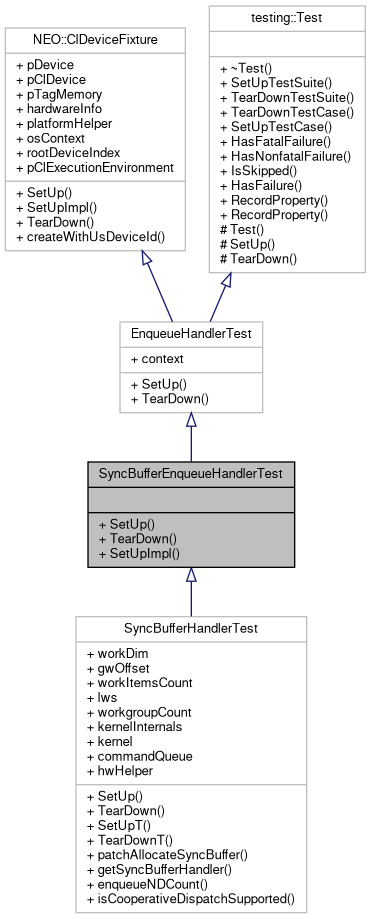 NEO::ClDeviceFixture
+ pDevice
+ pClDevice
+ pTagMemory
+ hardwareInfo
+ platformHelper
+ osContext
+ rootDeviceIndex
+ pClExecutionEnvironment
+ SetUp()
+ SetUpImpl()
+ TearDown()
+ createWithUsDeviceId()
testing::Test
+ ~Test()
+ SetUpTestSuite()
+ TearDownTestSuite()
+ TearDownTestCase()
+ SetUpTestCase()
+ HasFatalFailure()
+ HasNonfatalFailure()
+ IsSkipped()
+ HasFailure()
+ RecordProperty()
+ RecordProperty()
# Test()
# SetUp()
# TearDown()
EnqueueHandlerTest
+ context
+ SetUp()
+ TearDown()
SyncBufferEnqueueHandlerTest
+ SetUp()
+ TearDown()
+ SetUpImpl()
SyncBufferHandlerTest
+ workDim
+ gwOffset
+ workItemsCount
+ lws
+ workgroupCount
+ kernelInternals
+ kernel
+ commandQueue
+ hwHelper
+ SetUp()
+ TearDown()
+ SetUpT()
+ TearDownT()
+ patchAllocateSyncBuffer()
+ getSyncBufferHandler()
+ enqueueNDCount()
+ isCooperativeDispatchSupported()